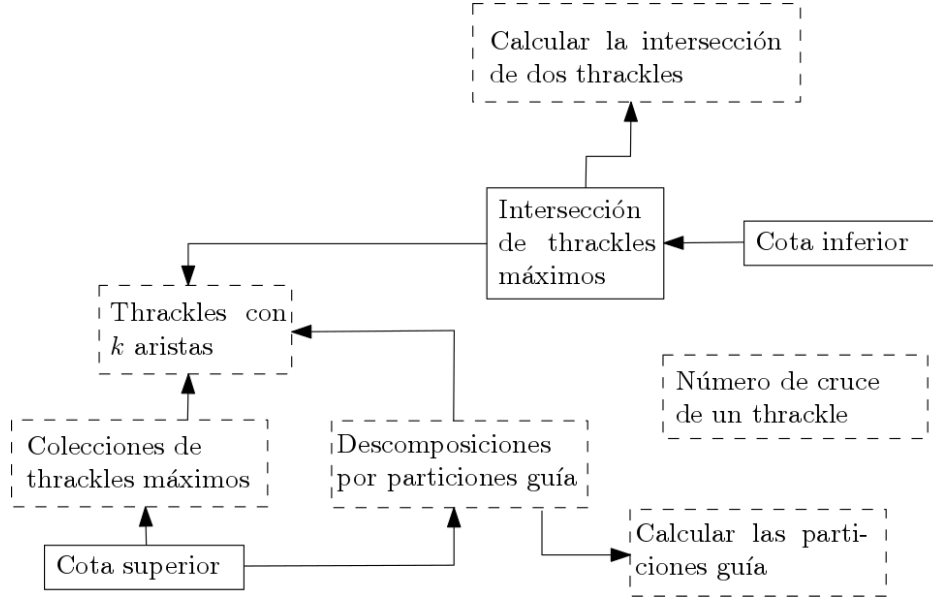 Calcular la intersección
de dos thrackles
Intersección
de thrackles
máximos
Cota inferior
Thrackles con
k aristas
Número de cruce
de un thrackle
Colecciones de
thrackles máximos
Descomposiciones
por particiones guía
Calcular las parti-
ciones guía
Cota superior